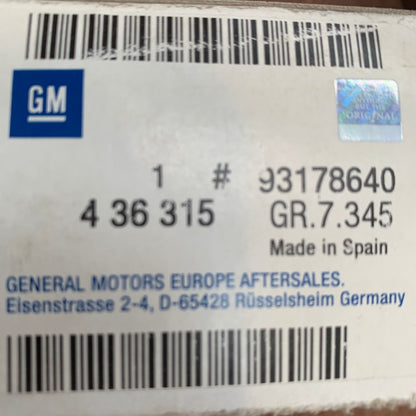 GM
ORIGINAL
1 # 93178640
4 36 315 GR.7.345
Made in Spain
GENERAL MOTORS EUROPE AFTERSALES.
Eisenstrasse 2-4, D-65428 Rüsselsheim Germany